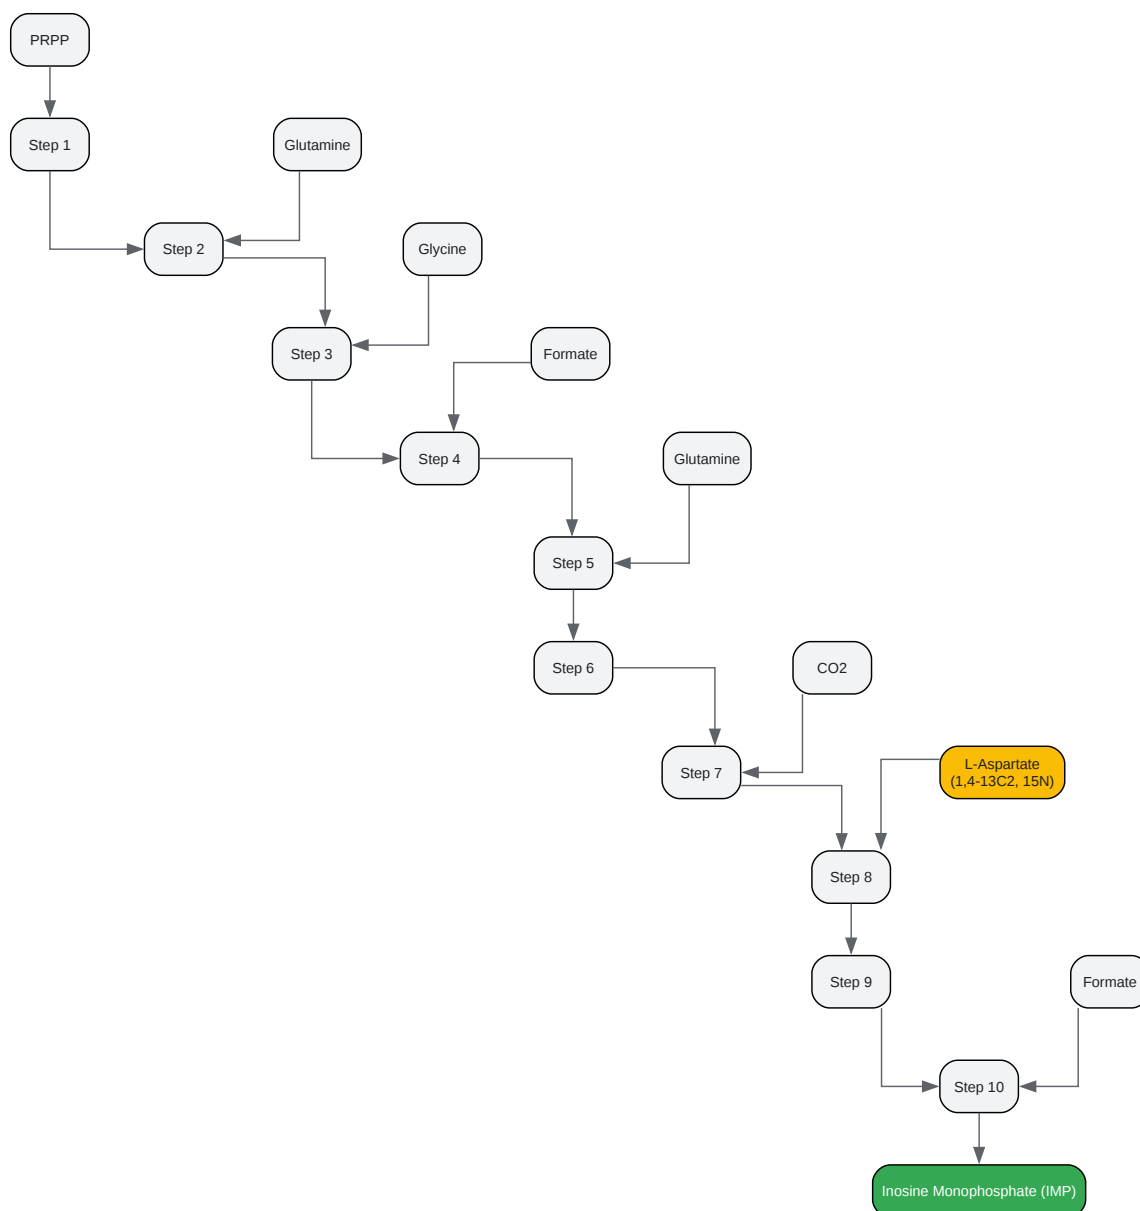 PRPP
Step 1
Glutamine
Step 2
Glycine
Step 3
Formate
Step 4
Glutamine
Step 5
Step 6
CO2
Step 7
L-Aspartate
(1,4-13C2, 15N)
Step 8
Step 9
Formate
Step 10
Inosine Monophosphate (IMP)